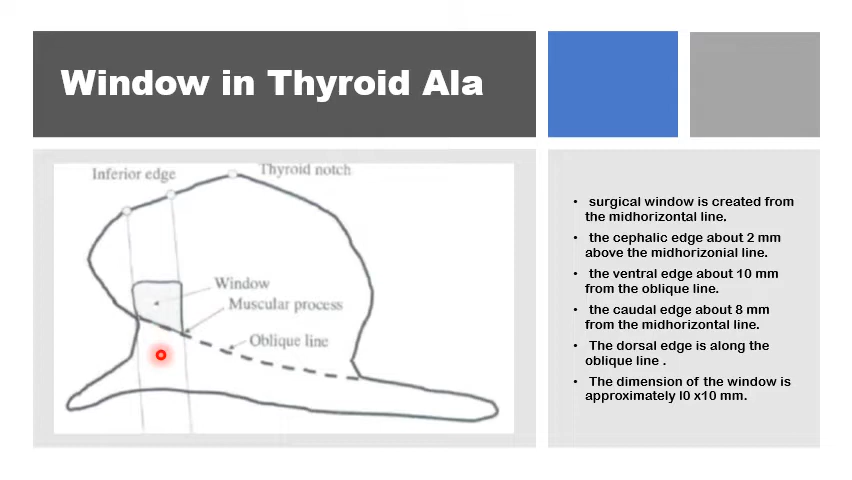 Window in Thyroid Ala
Inferior edge
Thyroid notch
Window
Muscular process
Oblique line
• surgical window is created from
the midhorizontal line.
• the cephalic edge about 2 mm
above the midhorizionial line.
• the ventral edge about 10 mm
from the oblique line.
• the caudal edge about 8 mm
from the midhorizontal line.
• The dorsal edge is along the
oblique line .
• The dimension of the window is
approximately l0 x10 mm.